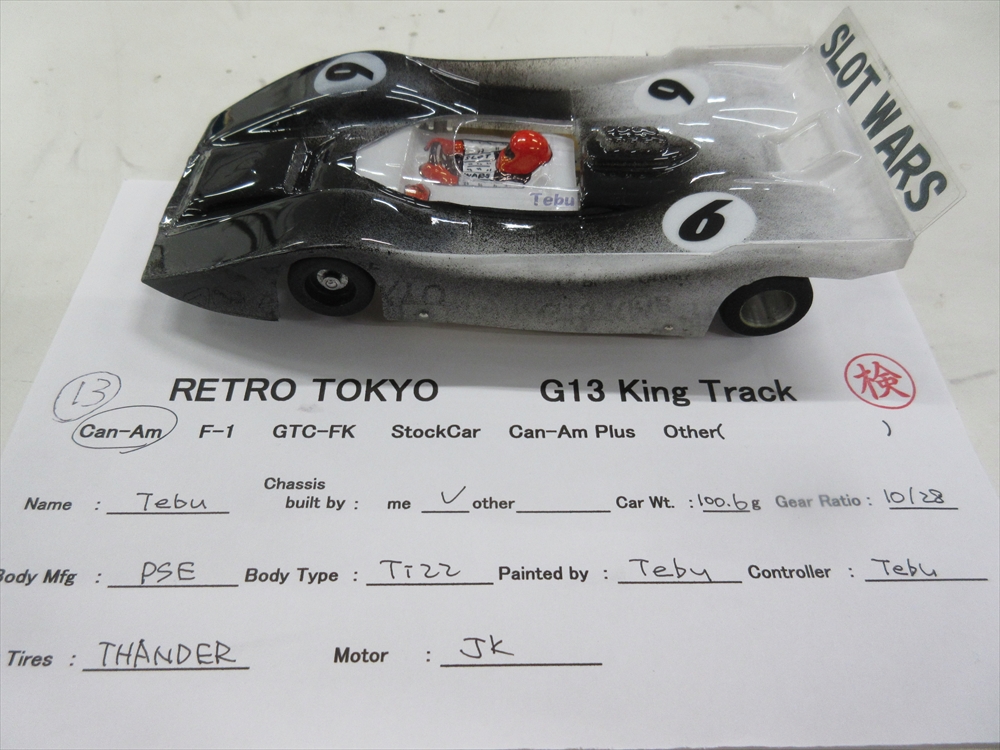 6
6
SLOT WARS
Tebu
6
13
RETRO TOKYO G13 King Track 検
Can-Am F-1 GTC-FK StockCar Can-Am Plus Other( )
Name : Tebu Chassis built by : me ✓ other Car Wt. : 100.6g Gear Ratio : 10/28
Body Mfg : PSE Body Type : Ti22 Painted by : Tebu Controller : Tebu
Tires : THANDER Motor : JK